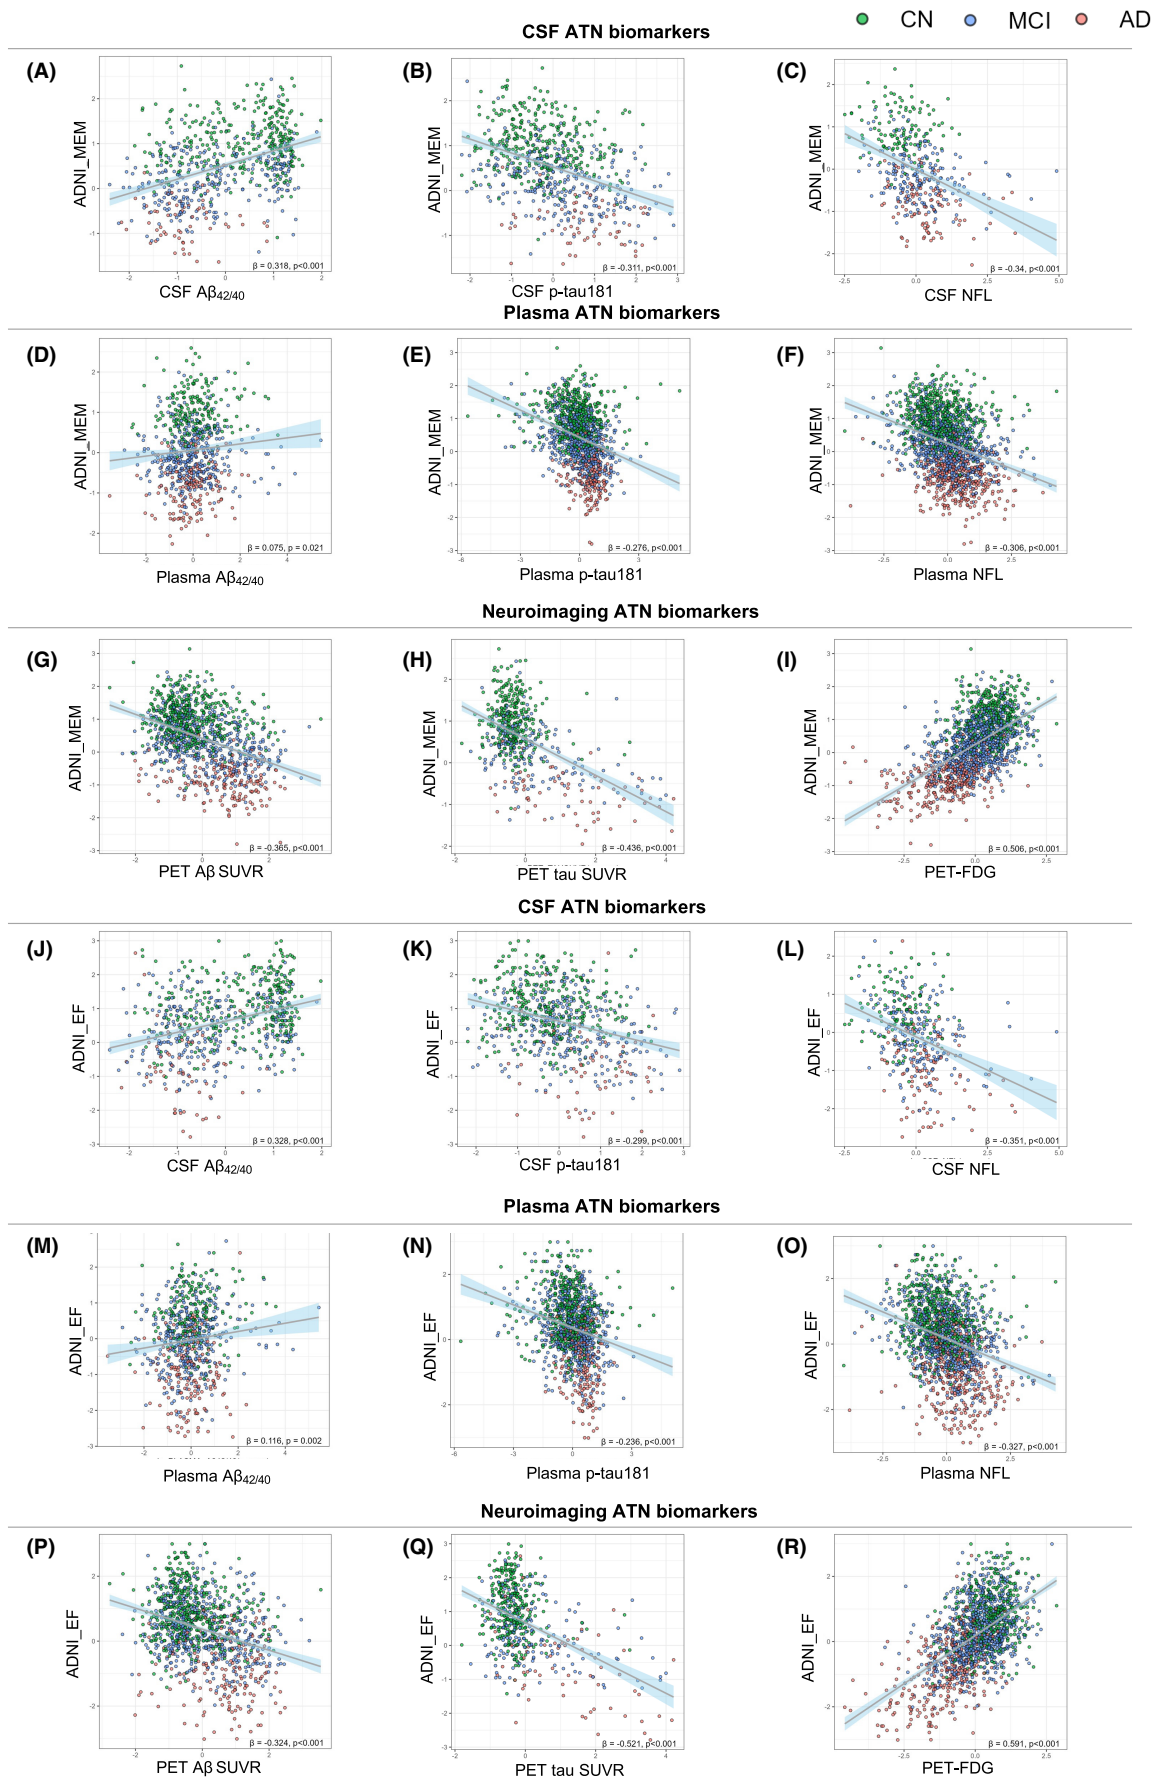 CN MCI AD
CSF ATN biomarkers
(A) (B) (C)
ADNI_MEM ADNI_MEM ADNI_MEM
β = 0.318, p<0.001 β = -0.311, p<0.001 β = -0.34, p<0.001
CSF Aβ42/40 CSF p-tau181 CSF NFL
Plasma ATN biomarkers
(D) (E) (F)
ADNI_MEM ADNI_MEM ADNI_MEM
β = 0.075, p = 0.021 β = -0.276, p<0.001 β = -0.306, p<0.001
Plasma Aβ42/40 Plasma p-tau181 Plasma NFL
Neuroimaging ATN biomarkers
(G) (H) (I)
ADNI_MEM ADNI_MEM ADNI_MEM
β = -0.365, p<0.001 β = -0.436, p<0.001 β = 0.506, p<0.001
PET Aβ SUVR PET tau SUVR PET-FDG
CSF ATN biomarkers
(J) (K) (L)
ADNI_EF ADNI_EF ADNI_EF
β = 0.328, p<0.001 β = -0.299, p<0.001 β = -0.351, p<0.001
CSF Aβ42/40 CSF p-tau181 CSF NFL
Plasma ATN biomarkers
(M) (N) (O)
ADNI_EF ADNI_EF ADNI_EF
β = 0.116, p = 0.002 β = -0.236, p<0.001 β = -0.327, p<0.001
Plasma Aβ42/40 Plasma p-tau181 Plasma NFL
Neuroimaging ATN biomarkers
(P) (Q) (R)
ADNI_EF ADNI_EF ADNI_EF
β = -0.324, p<0.001 β = -0.521, p<0.001 β = 0.591, p<0.001
PET Aβ SUVR PET tau SUVR PET-FDG